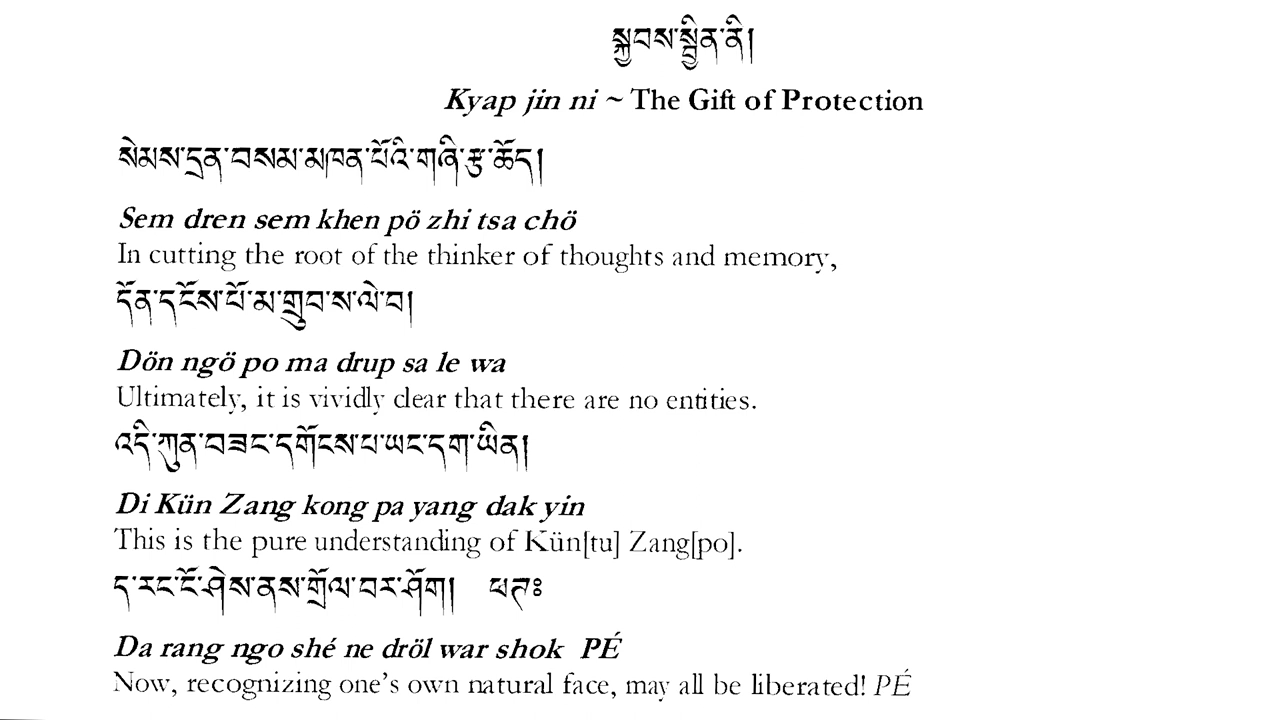 སྐྱབས་སྦྱིན་ནི།
Kyap jin ni ~ The Gift of Protection
སེམས་དྲན་བསམ་མཁན་པོའི་གཞི་རྩ་ཆོད།
Sem dren sem khen pö zhi tsa chö
In cutting the root of the thinker of thoughts and memory,
དོན་དངོས་པོ་མ་གྲུབ་ས་ལེ་བ།
Dön ngö po ma drup sa le wa
Ultimately, it is vividly clear that there are no entities.
འདི་ཀུན་བཟང་དགོངས་པ་ཡང་དག་ཡིན།
Di Kün Zang kong pa yang dak yin
This is the pure understanding of Kün[tu] Zang[po].
ད་རང་ངོ་ཤེས་ནས་གྲོལ་བར་ཤོག། ཕཊཿ
Da rang ngo shé ne dröl war shok PÉ
Now, recognizing one's own natural face, may all be liberated! PÉ